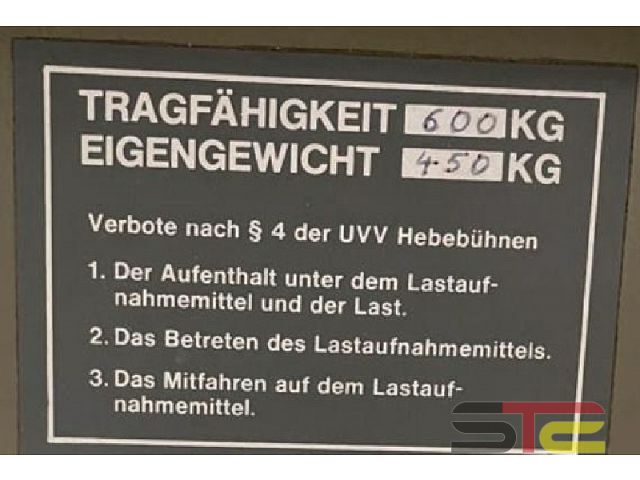 TRAGFÄHIGKEIT 600 KG
EIGENGEWICHT 450 KG
Verbote nach § 4 der UVV Hebebühnen
1. Der Aufenthalt unter dem Lastauf-
nahmemittel und der Last.
2. Das Betreten des Lastaufnahmemittels.
3. Das Mitfahren auf dem Lastauf-
nahmemittel.
STC